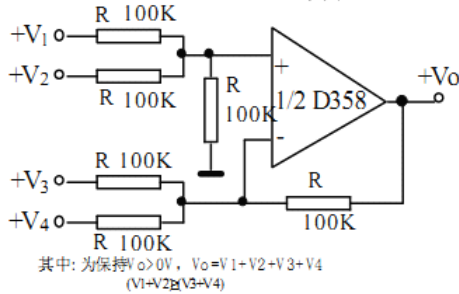 R 100K
+V1
+V2
R 100K
R
100K
+
1/2 D358
-
+Vo
R 100K
+V3
+V4
R 100K
R
100K
其中: 为保持Vo>0V, Vo=V1+V2+V3+V4
(V1+V2)≥(V3+V4)